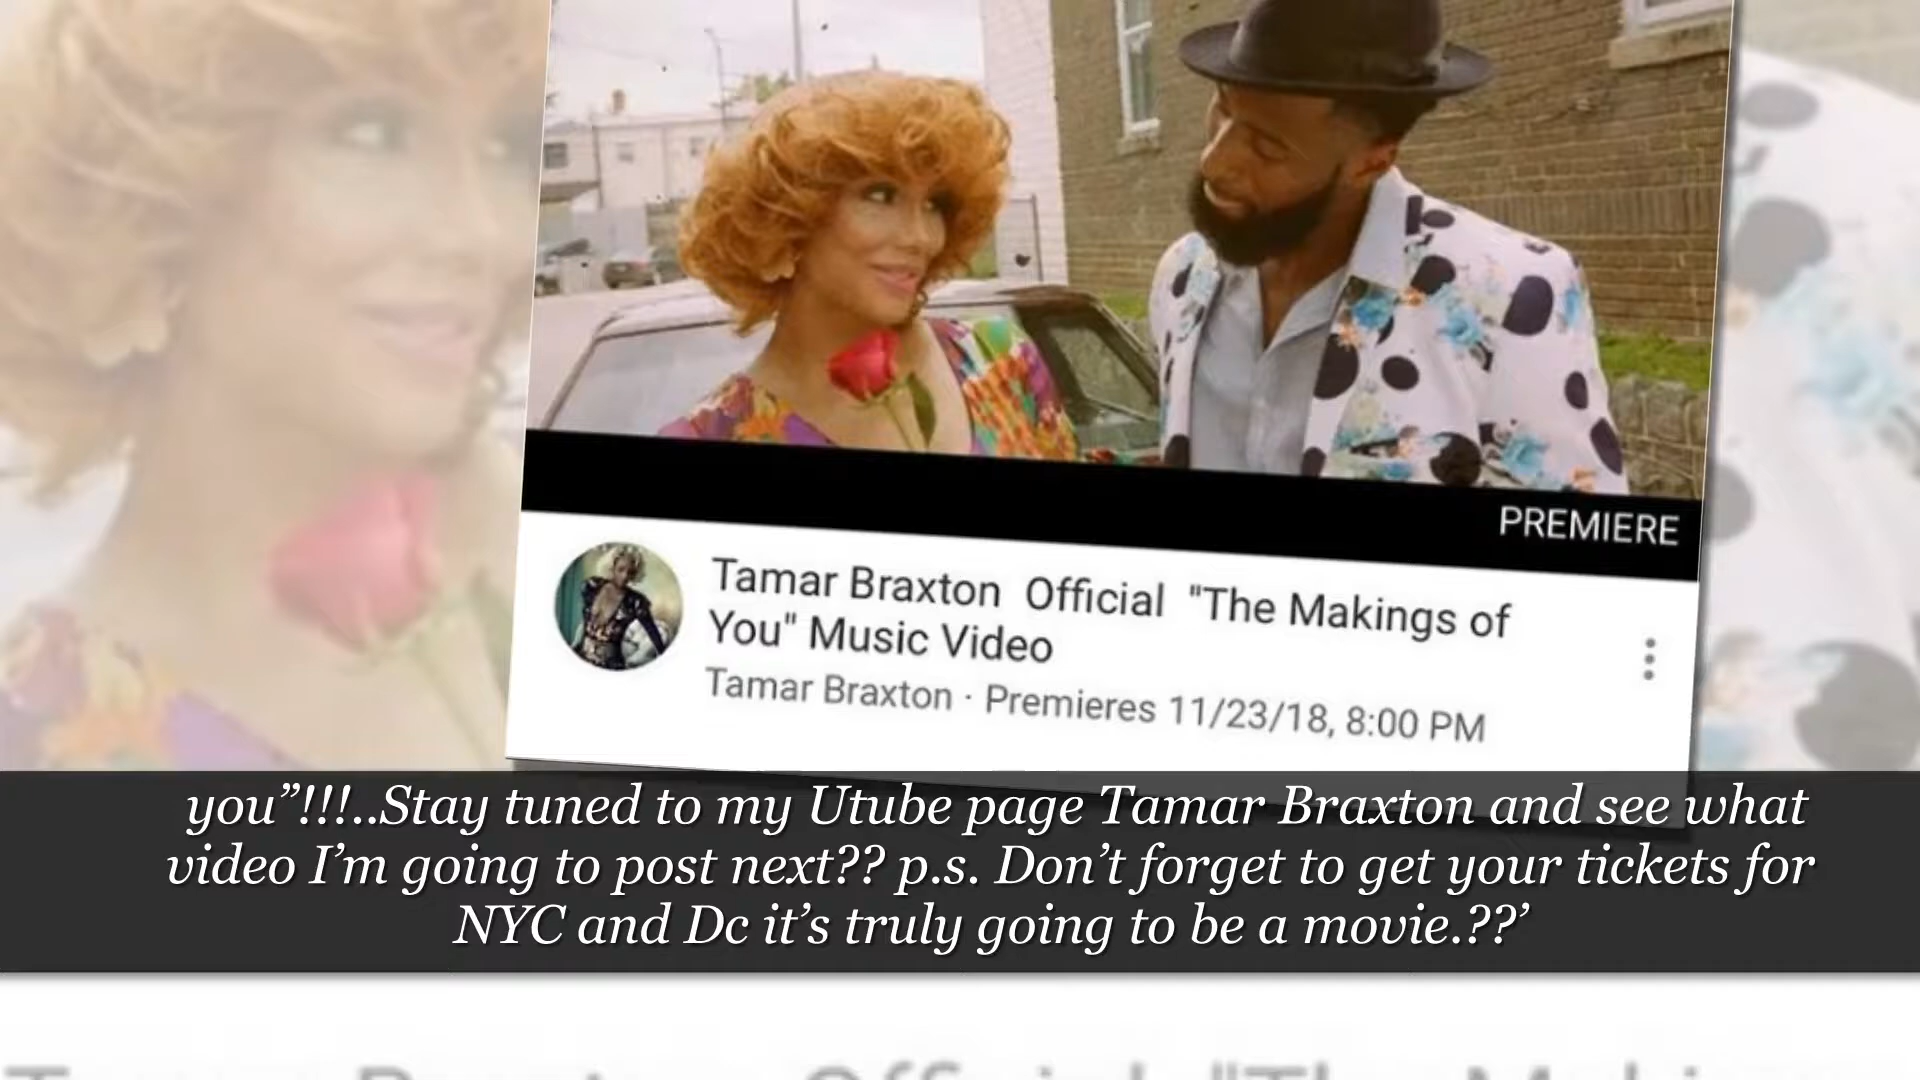 PREMIERE
Tamar Braxton Official "The Makings of
You" Music Video
Tamar Braxton · Premieres 11/23/18, 8:00 PM
you”!!!..Stay tuned to my Utube page Tamar Braxton and see what
video I’m going to post next?? p.s. Don’t forget to get your tickets for
NYC and Dc it’s truly going to be a movie.??’